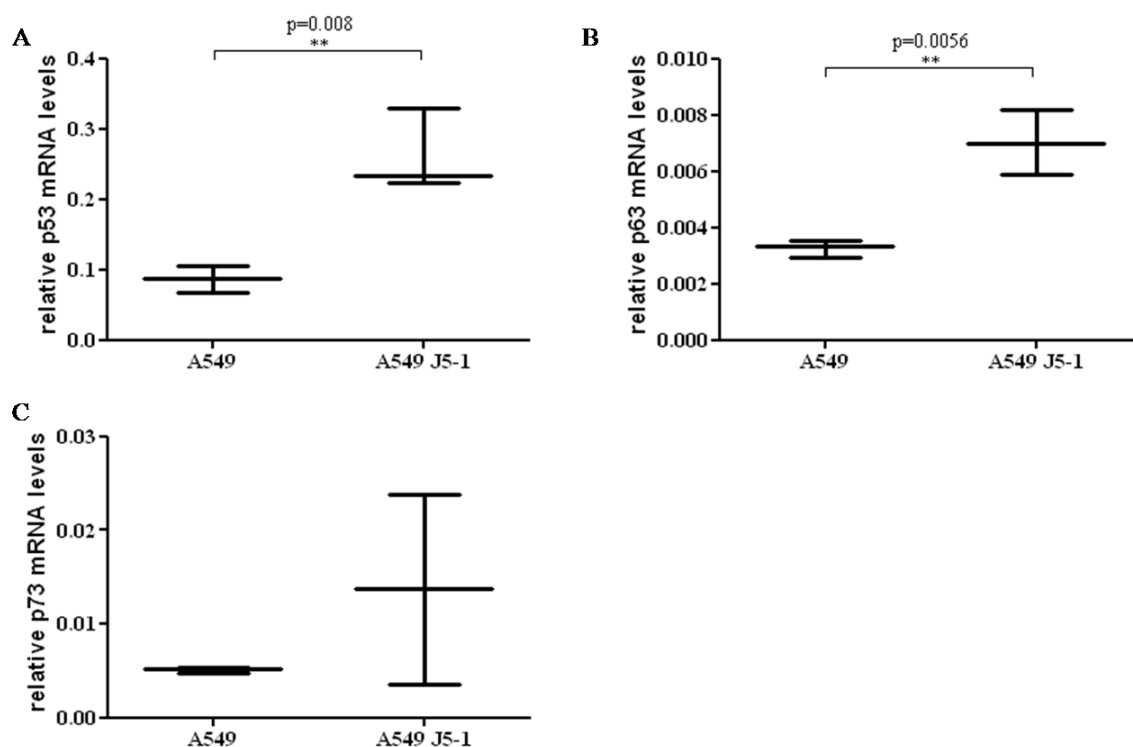 A
p=0.008
**
relative p53 mRNA levels
0.4
0.3
0.2
0.1
0.0
A549 A549 J5-1
B
p=0.0056
**
relative p63 mRNA levels
0.010
0.008
0.006
0.004
0.002
0.000
A549 A549 J5-1
C
relative p73 mRNA levels
0.03
0.02
0.01
0.00
A549 A549 J5-1